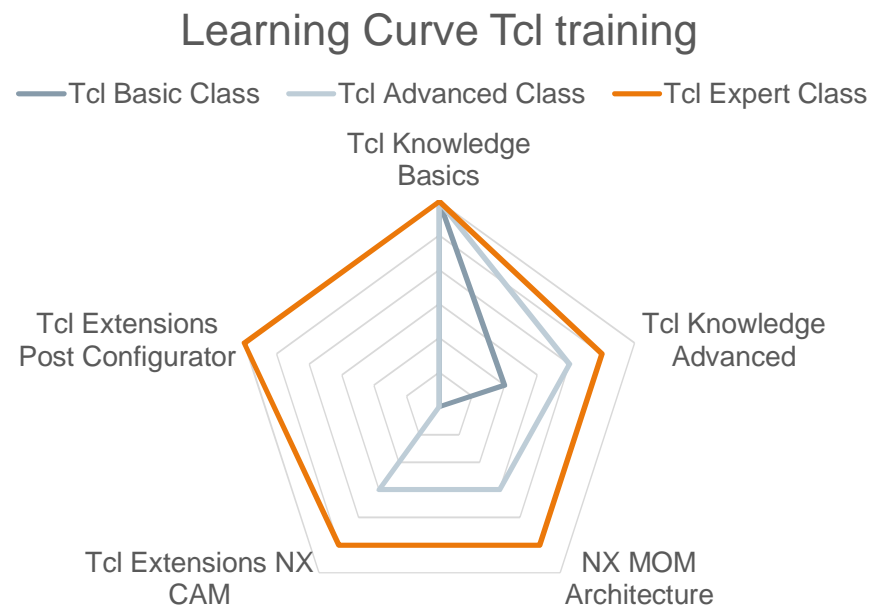 Learning Curve Tcl training
Tcl Basic Class Tcl Advanced Class Tcl Expert Class
Tcl Knowledge
Basics
Tcl Knowledge
Advanced
NX MOM
Architecture
Tcl Extensions NX
CAM
Tcl Extensions
Post Configurator